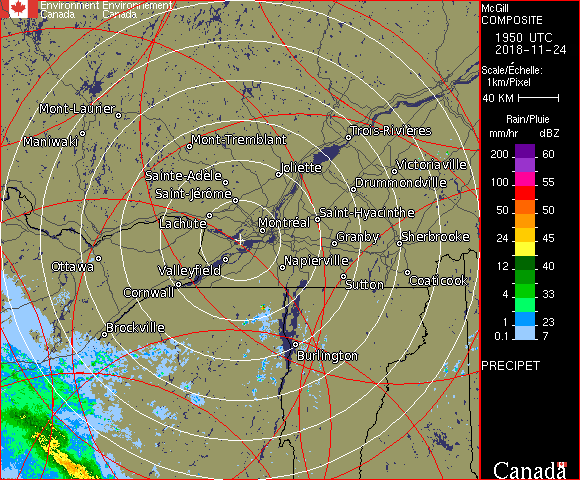 Environment Environnement
Canada Canada
McGill
COMPOSITE
1950 UTC
2018-11-24
Scale/Échelle:
1km/Pixel
40 KM
Rain/Pluie
mm/hr dBZ
200 60
150 57
100 55
50 50
24 45
12 40
4 33
1 23
0.1 7
PRECIPET
Canada
Mont-Laurier
Maniwaki
Mont-Tremblant
Trois-Rivières
Joliette
Victoriaville
Sainte-Adèle
Drummondville
Saint-Jérôme
Lachute
Montréal
Saint-Hyacinthe
Granby
Sherbrooke
Ottawa
Valleyfield
Napierville
Cornwall
Sutton
Coaticook
Brockville
Burlington